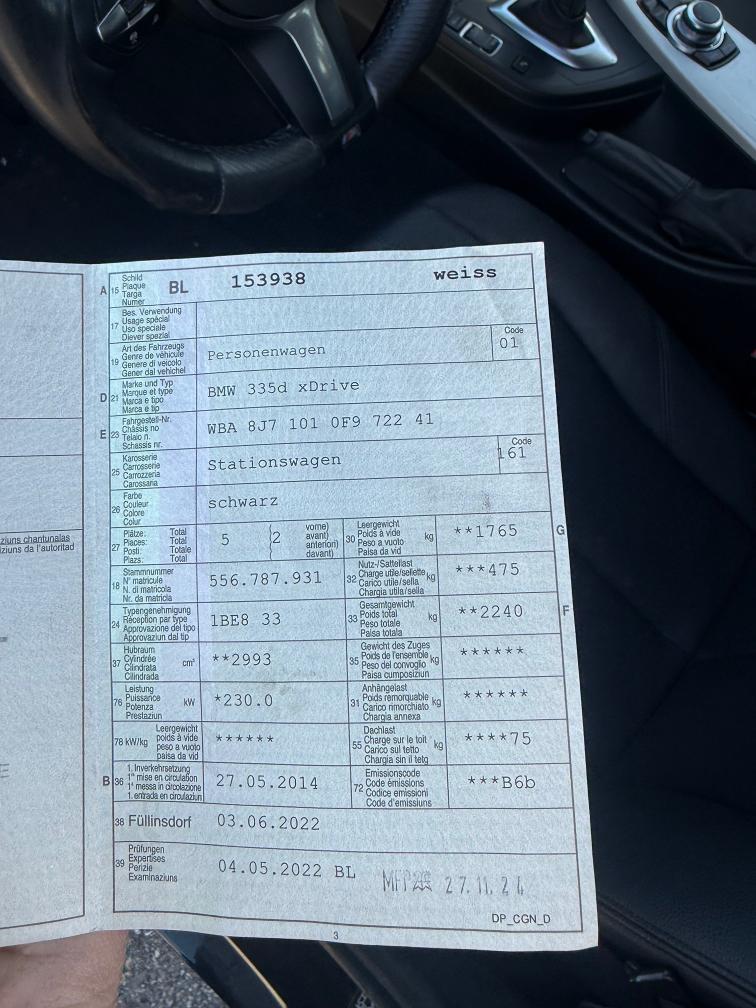 ziuns chantunalas
ziuns da l'autoritad
A 15 Schild
Plaque
Targa
Numer
BL 153938 weiss
17 Bes. Verwendung
Usage spécial
Uso speciale
Diever spezial
19 Art des Fahrzeugs
Genre de véhicule
Genere di veicolo
Gener dal vehichel
Personenwagen
Code
01
D 21 Marke und Typ
Marque et type
Marca e tipo
Marca e tip
BMW 335d xDrive
E 23 Fahrgestell-Nr.
Châssis no
Telaio n.
Schassis nr.
WBA 8J7 101 0F9 722 41
25 Karosserie
Carrosserie
Carrozzeria
Carossaria
Stationswagen
Code
161
26 Farbe
Couleur
Colore
Colur
schwarz
27 Plätze: Total
Places: Total
Posti: Totale
Plazs: Total
5 (2 vorne)
avant)
anteriori)
davant)
30 Leergewicht
Poids à vide
Peso a vuoto
Paisa da vid
kg
**1765
G
18 Stammnummer
N° matricule
N. di matricola
Nr. da matricla
556.787.931
32 Nutz-/Sattellast
Charge utile/sellette
Carico utile/sella
Chargia utila/sella
kg
***475
24 Typengenehmigung
Réception par type
Approvazione del tipo
Approvaziun dal tip
1BE8 33
33 Gesamtgewicht
Poids total
Peso totale
Paisa totala
kg
**2240
F
37 Hubraum
Cylindrée
Cilindrata
Cilindrada
cm³
**2993
35 Gewicht des Zuges
Poids de l'ensemble
Peso del convoglio
Paisa cumposiziun
kg
******
76 Leistung
Puissance
Potenza
Prestaziun
kW
*230.0
31 Anhängelast
Poids remorquable
Carico rimorchiato
Chargia annexa
kg
******
78 kW/kg Leergewicht
poids à vide
peso a vuoto
paisa da vid
******
55 Dachlast
Charge sur le toit
Carico sul tetto
Chargia sin il tetg
kg
****75
B 36 1. Inverkehrsetzung
1re mise en circulation
1a messa in circolazione
1. entrada en circulaziun
27.05.2014
72 Emissionscode
Code émissions
Codice emissioni
Code d'emissiuns
***B6b
38 Füllinsdorf 03.06.2022
39 Prüfungen
Expertises
Perizie
Examinaziuns
04.05.2022 BL
MFP 27.11.24
DP_CGN_D
3